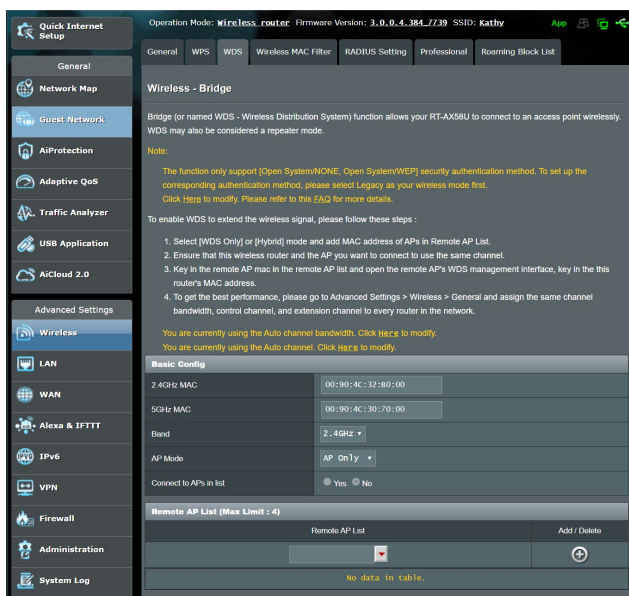 Quick Internet
Setup
General
Network Map
Guest Network
AiProtection
Adaptive QoS
Traffic Analyzer
USB Application
AiCloud 2.0
Advanced Settings
Wireless
LAN
WAN
Alexa & IFTTT
IPv6
VPN
Firewall
Administration
System Log
Operation Mode: Wireless router Firmware Version: 3.0.0.4.384_7739 SSID: Kathy App
General WPS WDS Wireless MAC Filter RADIUS Setting Professional Roaming Block List
Wireless - Bridge
Bridge (or named WDS - Wireless Distribution System) function allows your RT-AX58U to connect to an access point wirelessly.
WDS may also be considered a repeater mode.
Note:
The function only support [Open System/NONE, Open System/WEP] security authentication method. To set up the
corresponding authentication method, please select Legacy as your wireless mode first.
Click Here to modify. Please refer to this FAQ for more details.
To enable WDS to extend the wireless signal, please follow these steps :
1. Select [WDS Only] or [Hybrid] mode and add MAC address of APs in Remote AP List.
2. Ensure that this wireless router and the AP you want to connect to use the same channel.
3. Key in the remote AP mac in the remote AP list and open the remote AP's WDS management interface, key in the this
router's MAC address.
4. To get the best performance, please go to Advanced Settings > Wireless > General and assign the same channel
bandwidth, control channel, and extension channel to every router in the network.
You are currently using the Auto channel bandwidth. Click Here to modify.
You are currently using the Auto channel. Click Here to modify.
Basic Config
2.4GHz MAC 00:90:4C:32:B0:00
5GHz MAC 00:90:4C:30:70:00
Band 2.4GHz
AP Mode AP Only
Connect to APs in list Yes No
Remote AP List (Max Limit : 4)
Remote AP List Add / Delete
No data in table.